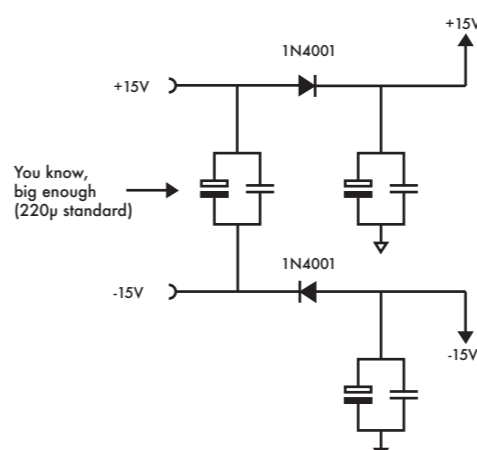 +15V
1N4001
+15V
You know,
big enough
(220µ standard)
1N4001
-15V
-15V